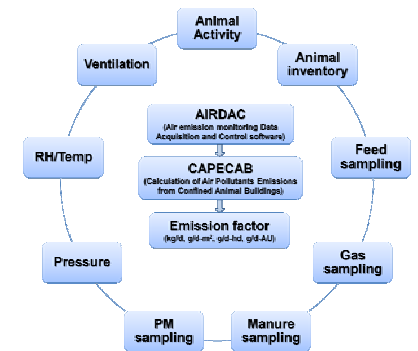 Animal
Activity
Ventilation
Animal
inventory
AIRDAC
(Air emission monitoring Data
Acquisition and Control software)
RH/Temp
Feed
sampling
CAPECAB
(Calculation of Air Pollutants Emissions
from Confined Animal Buildings)
Emission factor
(kg/d, g/d-m², g/d-hd, g/d-AU)
Pressure
Gas
sampling
PM
sampling
Manure
sampling